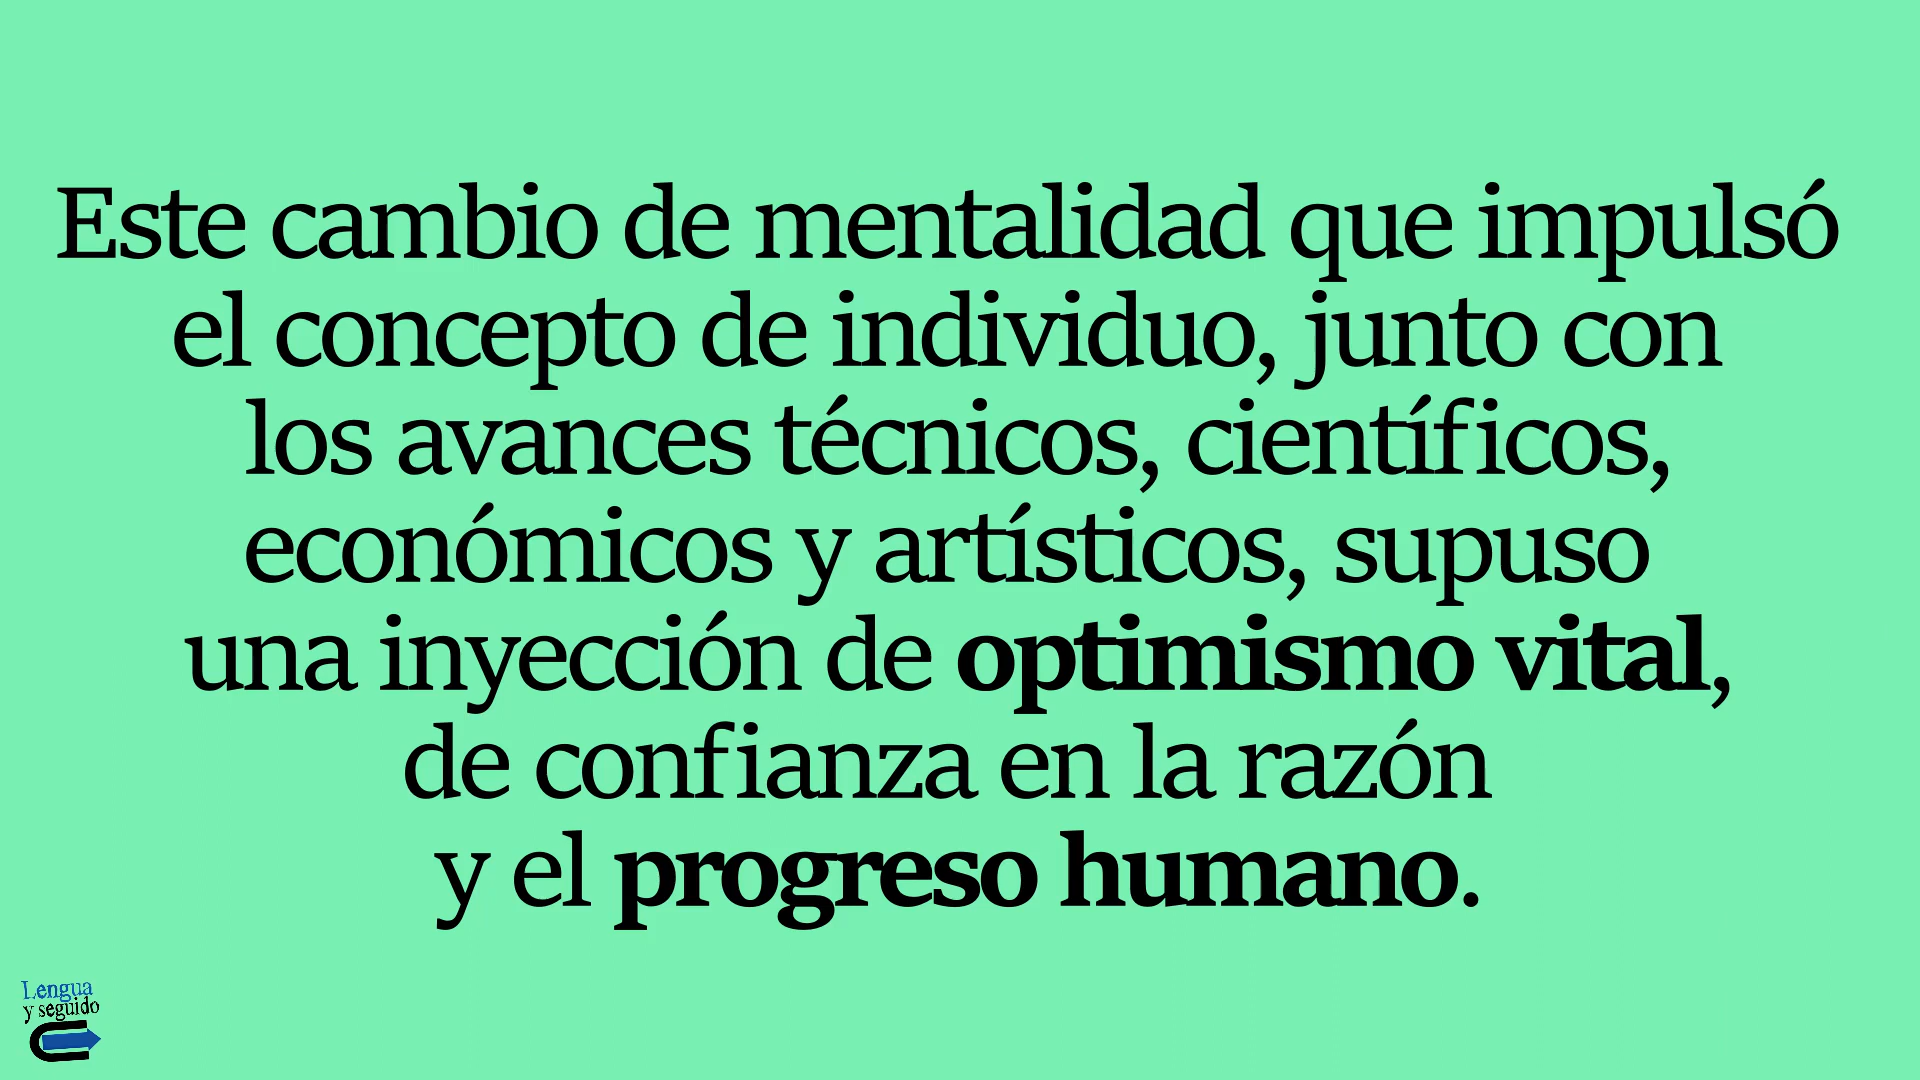 Este cambio de mentalidad que impulsó
el concepto de individuo, junto con
los avances técnicos, científicos,
económicos y artísticos, supuso
una inyección de optimismo vital,
de confianza en la razón
y el progreso humano.
Lengua
y seguido